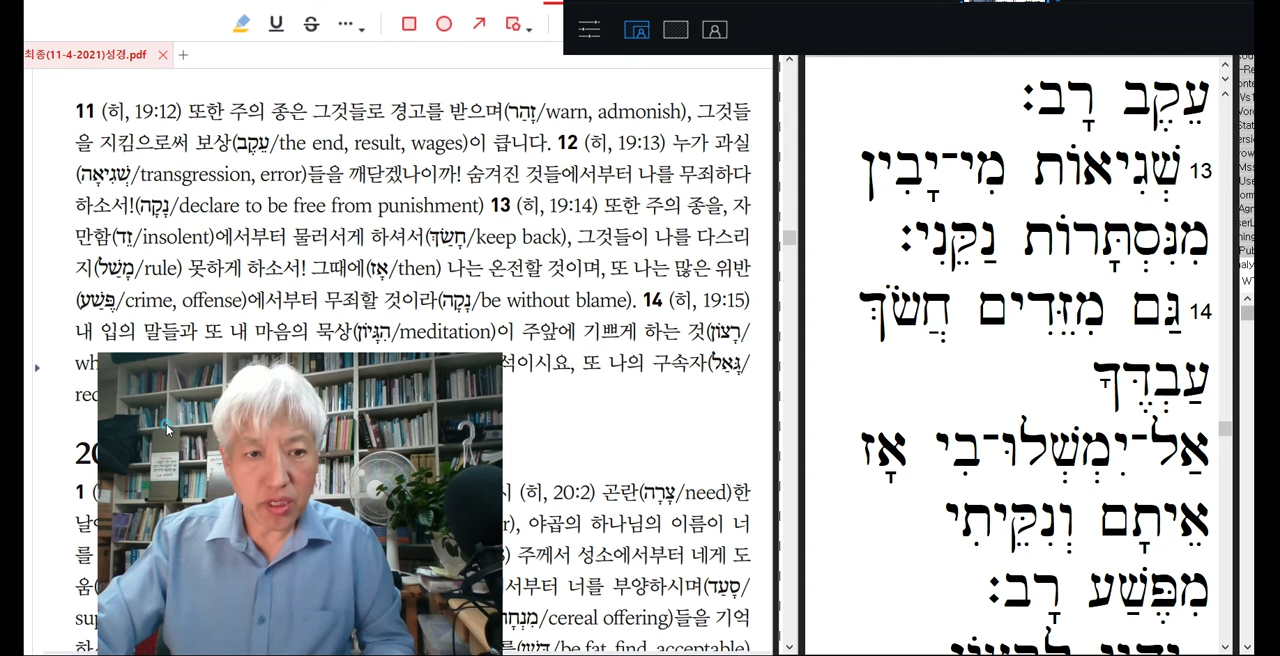 최종(11-4-2021)성경.pdf
11 (히, 19:12) 또한 주의 종은 그것들로 경고를 받으며(זָהַר/warn, admonish), 그것들
을 지킴으로써 보상(עֵקֶב/the end, result, wages)이 큽니다. 12 (히, 19:13) 누가 과실
(שְׁגִיאָה/transgression, error)들을 깨닫겠나이까! 숨겨진 것들에서부터 나를 무죄하다
하소서!(נָקָה/declare to be free from punishment) 13 (히, 19:14) 또한 주의 종을, 자
만함(זֵד/insolent)에서부터 물러서게 하셔서(חָשַׂךְ/keep back), 그것들이 나를 다스리
지(מָשַׁל/rule) 못하게 하소서! 그때에(אָז/then) 나는 온전할 것이며, 또 나는 많은 위반
(פֶּשַׁע/crime, offense)에서부터 무죄할 것이라(נָקָה/be without blame). 14 (히, 19:15)
내 입의 말들과 또 내 마음의 묵상(הִגָּיוֹן/meditation)이 주앞에 기쁘게 하는 것(רָצוֹן/
wh 석이시요, 또 나의 구속자(גָּאַל/
rec
20
1 ( 시 (히, 20:2) 곤란(צָרָה/need)한
날 r), 야곱의 하나님의 이름이 너
를 ) 주께서 성소에서부터 네게 도
움( 서부터 너를 부양하시며(סָעַד/
sup /cereal offering)들을 기억
하 /be fat, find acceptable)
עֵקֶב רָב׃
13 שְׁגִיאוֹת מִי־יָבִין
מִנִּסְתָּרוֹת נַקֵּנִי׃
14 גַּם מִזֵּדִים חֲשֹׂךְ
עַבְדֶּךָ
אַל־יִמְשְׁלוּ־בִי אָז
אֵיתָם וְנִקֵּיתִי
מִפֶּשַׁע רָב׃